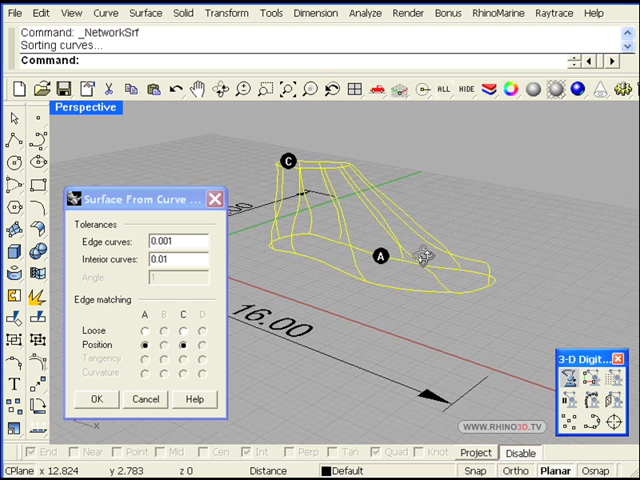 File Edit View Curve Surface Solid Transform Tools Dimension Analyze Render Bonus RhinoMarine Raytrace Help
Command: _NetworkSrf
Sorting curves...
Command:
ALL HIDE
Perspective
C
A
16.00
Surface From Curve ...
Tolerances
Edge curves: 0.001
Interior curves: 0.01
Angle: 1
Edge matching
A B C D
Loose
Position
Tangency
Curvature
OK Cancel Help
3-D Digit...
WWW.RHINO3D.TV
x
End Near Point Mid Cen Int Perp Tan Quad Knot Project Disable
CPlane x 12.824 y 2.783 z 0 Distance Default Snap Ortho Planar Osnap